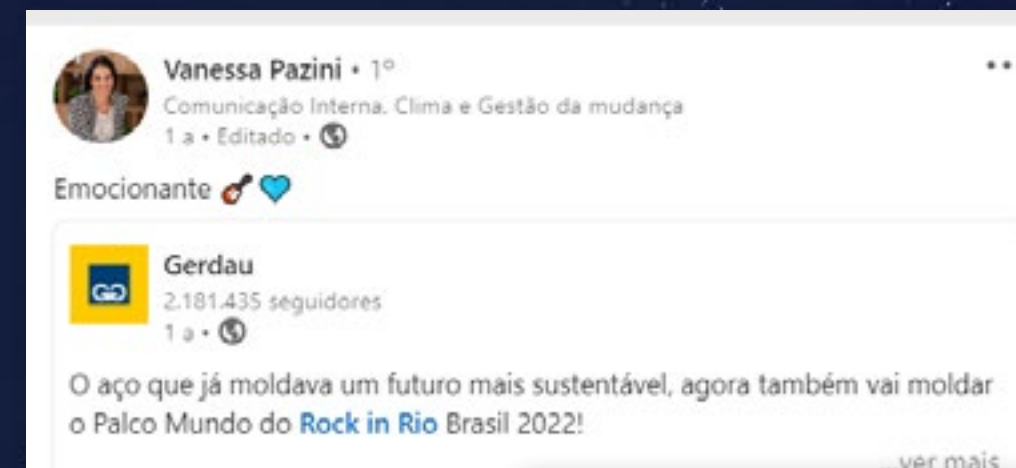 Vanessa Pazini • 1º
Comunicação Interna. Clima e Gestão da mudança
1 a • Editado •
Emocionante 🎸💙
Gerdau
2.181.435 seguidores
1 a •
O aço que já moldava um futuro mais sustentável, agora também vai moldar
o Palco Mundo do Rock in Rio Brasil 2022!
...ver mais